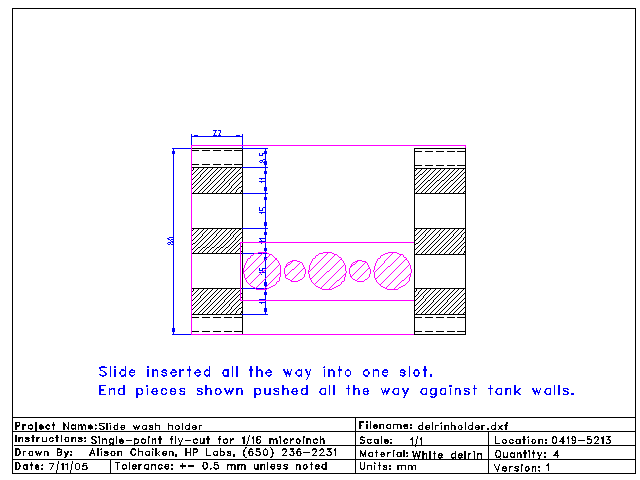 22
8.5
11
15
80
11
15
11
Slide inserted all the way into one slot.
End pieces shown pushed all the way against tank walls.
Project Name:Slide wash holder
Filename: delrinholder.dxf
Instructions: Single-point fly-cut for 1/16 microinch
Scale: 1/1
Location: 0419-5213
Drawn By: Alison Chaiken, HP Labs, (650) 236-2231
Material: White delrin
Quantity: 4
Date: 7/11/05
Tolerance: +- 0.5 mm unless noted
Units: mm
Version: 1